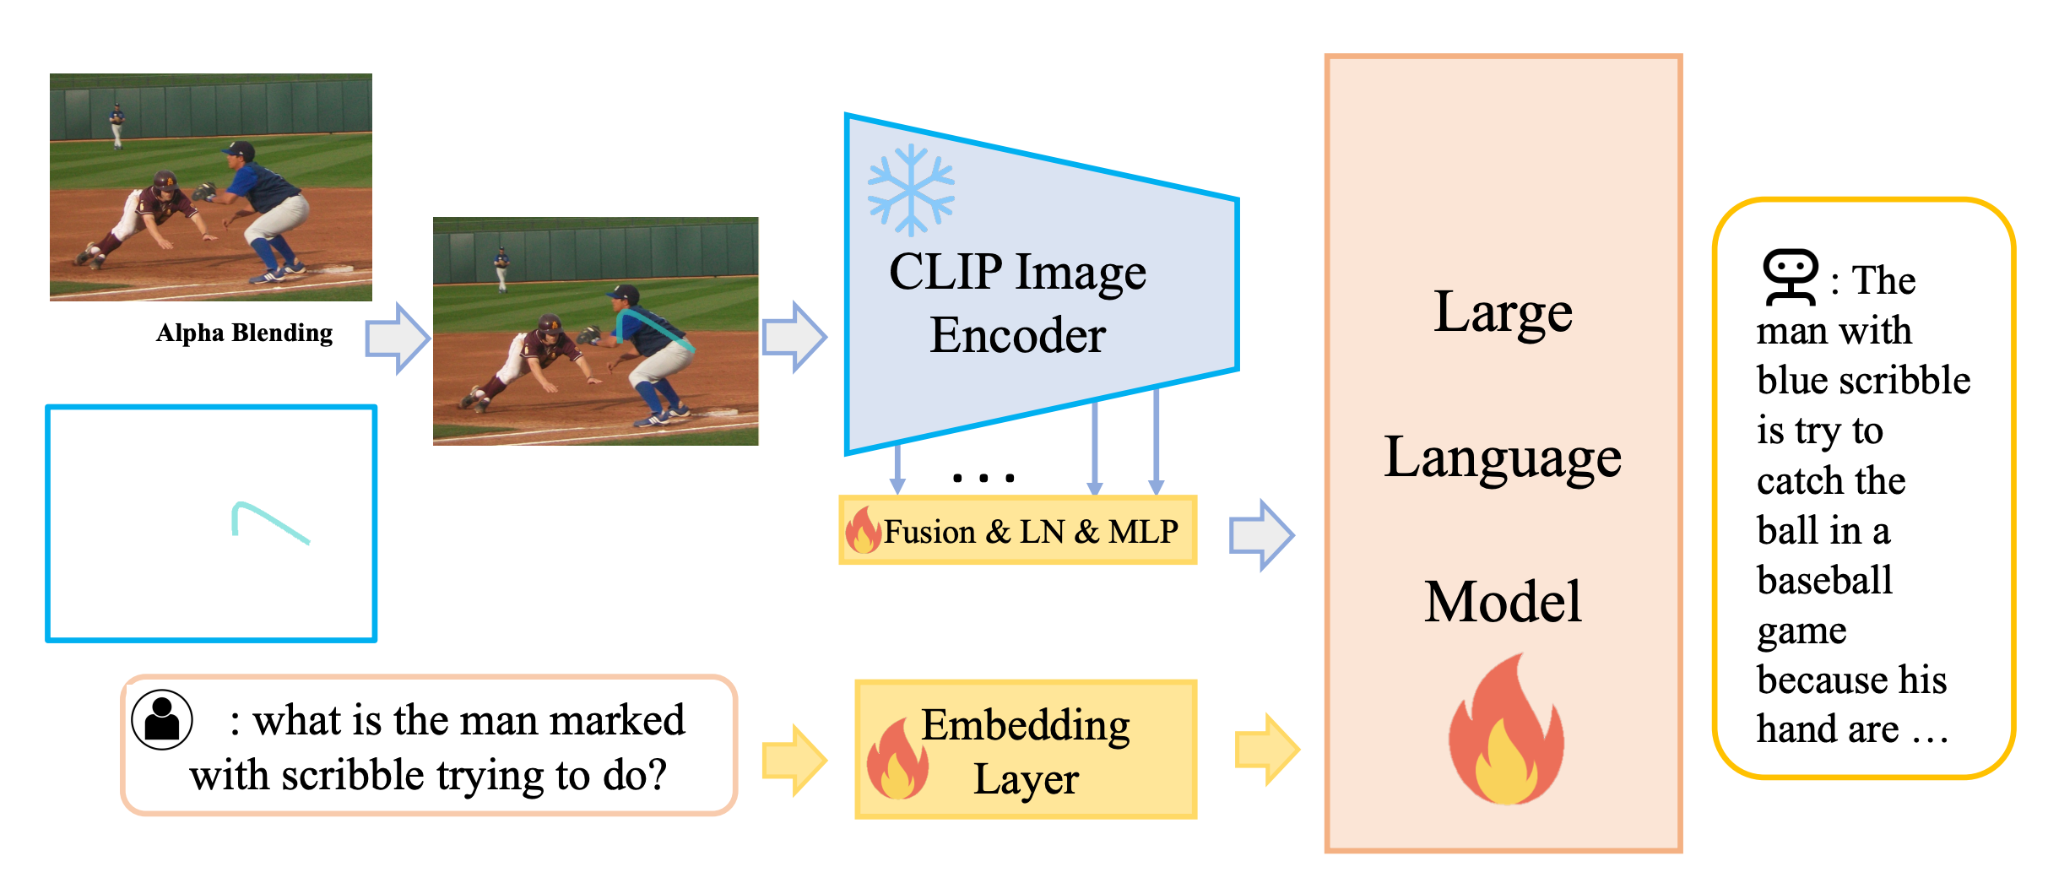 Alpha Blending
CLIP Image
Encoder
...
Fusion & LN & MLP
: what is the man marked
with scribble trying to do?
Embedding
Layer
Large
Language
Model
: The
man with
blue scribble
is try to
catch the
ball in a
baseball
game
because his
hand are …